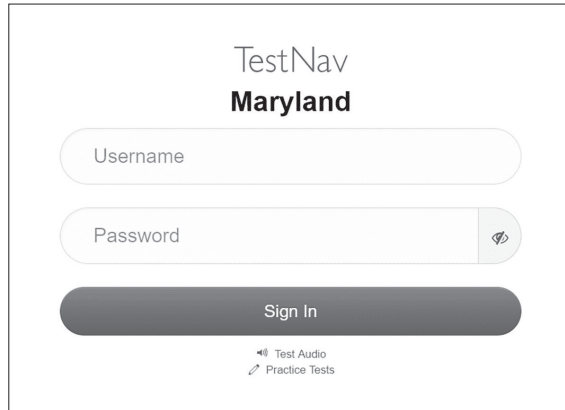 TestNav
Maryland
Username
Password
Sign In
Test Audio
Practice Tests